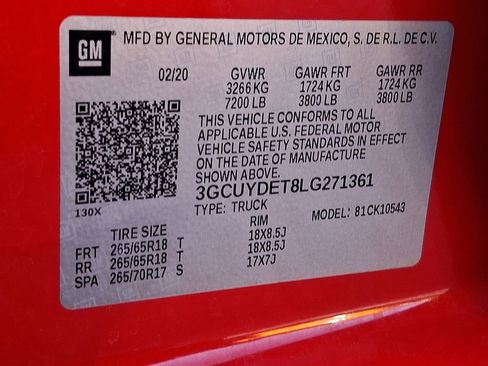 GM MFD BY GENERAL MOTORS DE MEXICO, S. DE R.L. DE C.V.
02/20 GVWR GAWR FRT GAWR RR
3266 KG 1724 KG 1724 KG
7200 LB 3800 LB 3800 LB
THIS VEHICLE CONFORMS TO ALL
APPLICABLE U.S. FEDERAL MOTOR
VEHICLE SAFETY STANDARDS IN EFFECT
ON THE DATE OF MANUFACTURE
SHOWN ABOVE.
3GCUYDET8LG271361
130X TYPE: TRUCK MODEL: 81CK10543
TIRE SIZE RIM
FRT 265/65R18 T 18X8.5J
RR 265/65R18 T 18X8.5J
SPA 265/70R17 S 17X7J